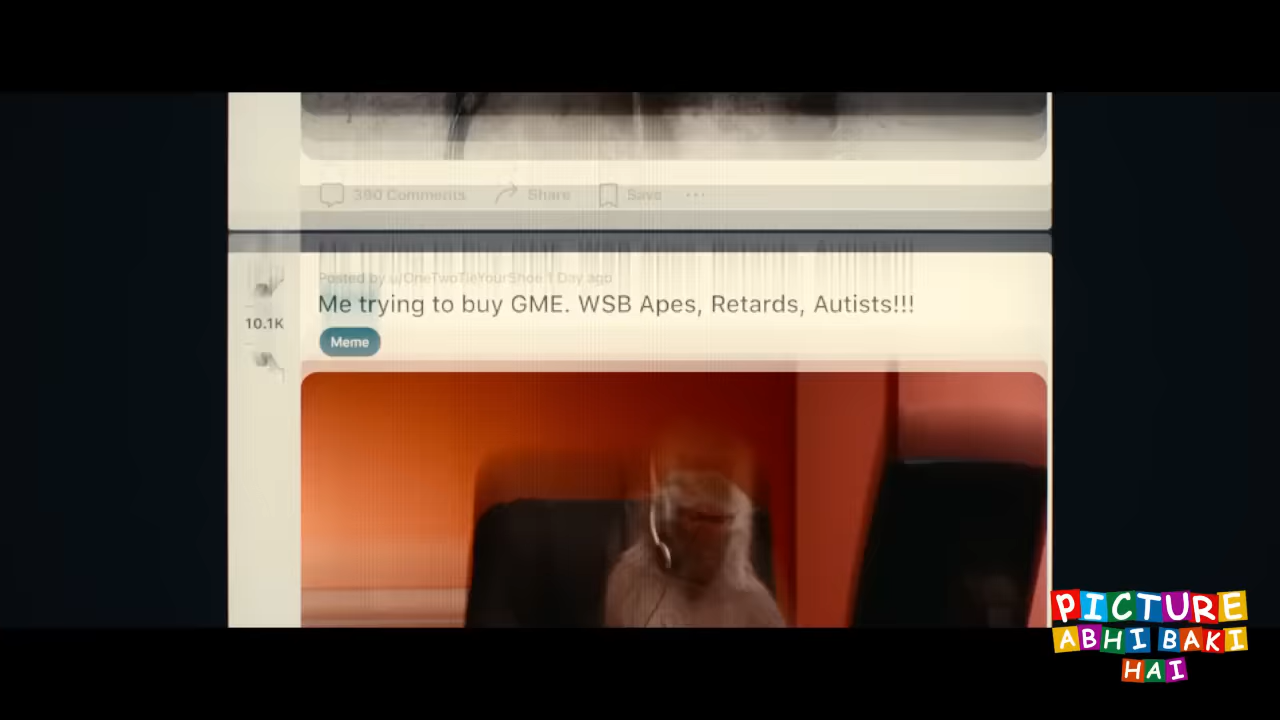 390 Comments Share Save
Posted by u/OneTwoTieYourShoe 1 Day ago
Me trying to buy GME. WSB Apes, Retards, Autists!!!
10.1K
Meme
PICTURE
ABHI BAKI
HAI